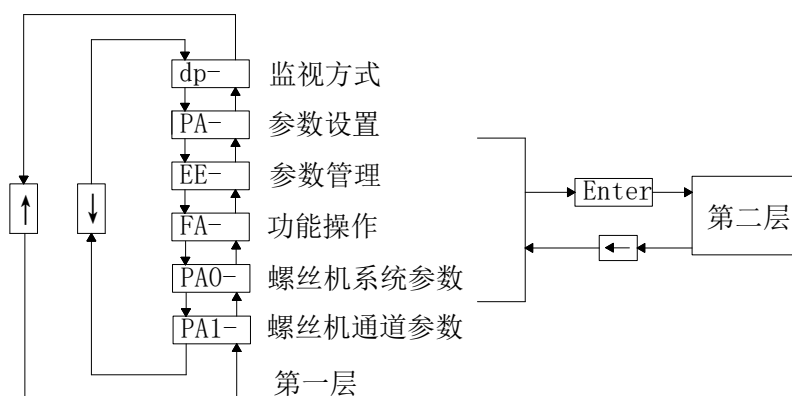 dp- 监视方式
PA- 参数设置
EE- 参数管理
FA- 功能操作
PA0- 螺丝机系统参数
PA1- 螺丝机通道参数
第一层
↑
↓
Enter
←
第二层